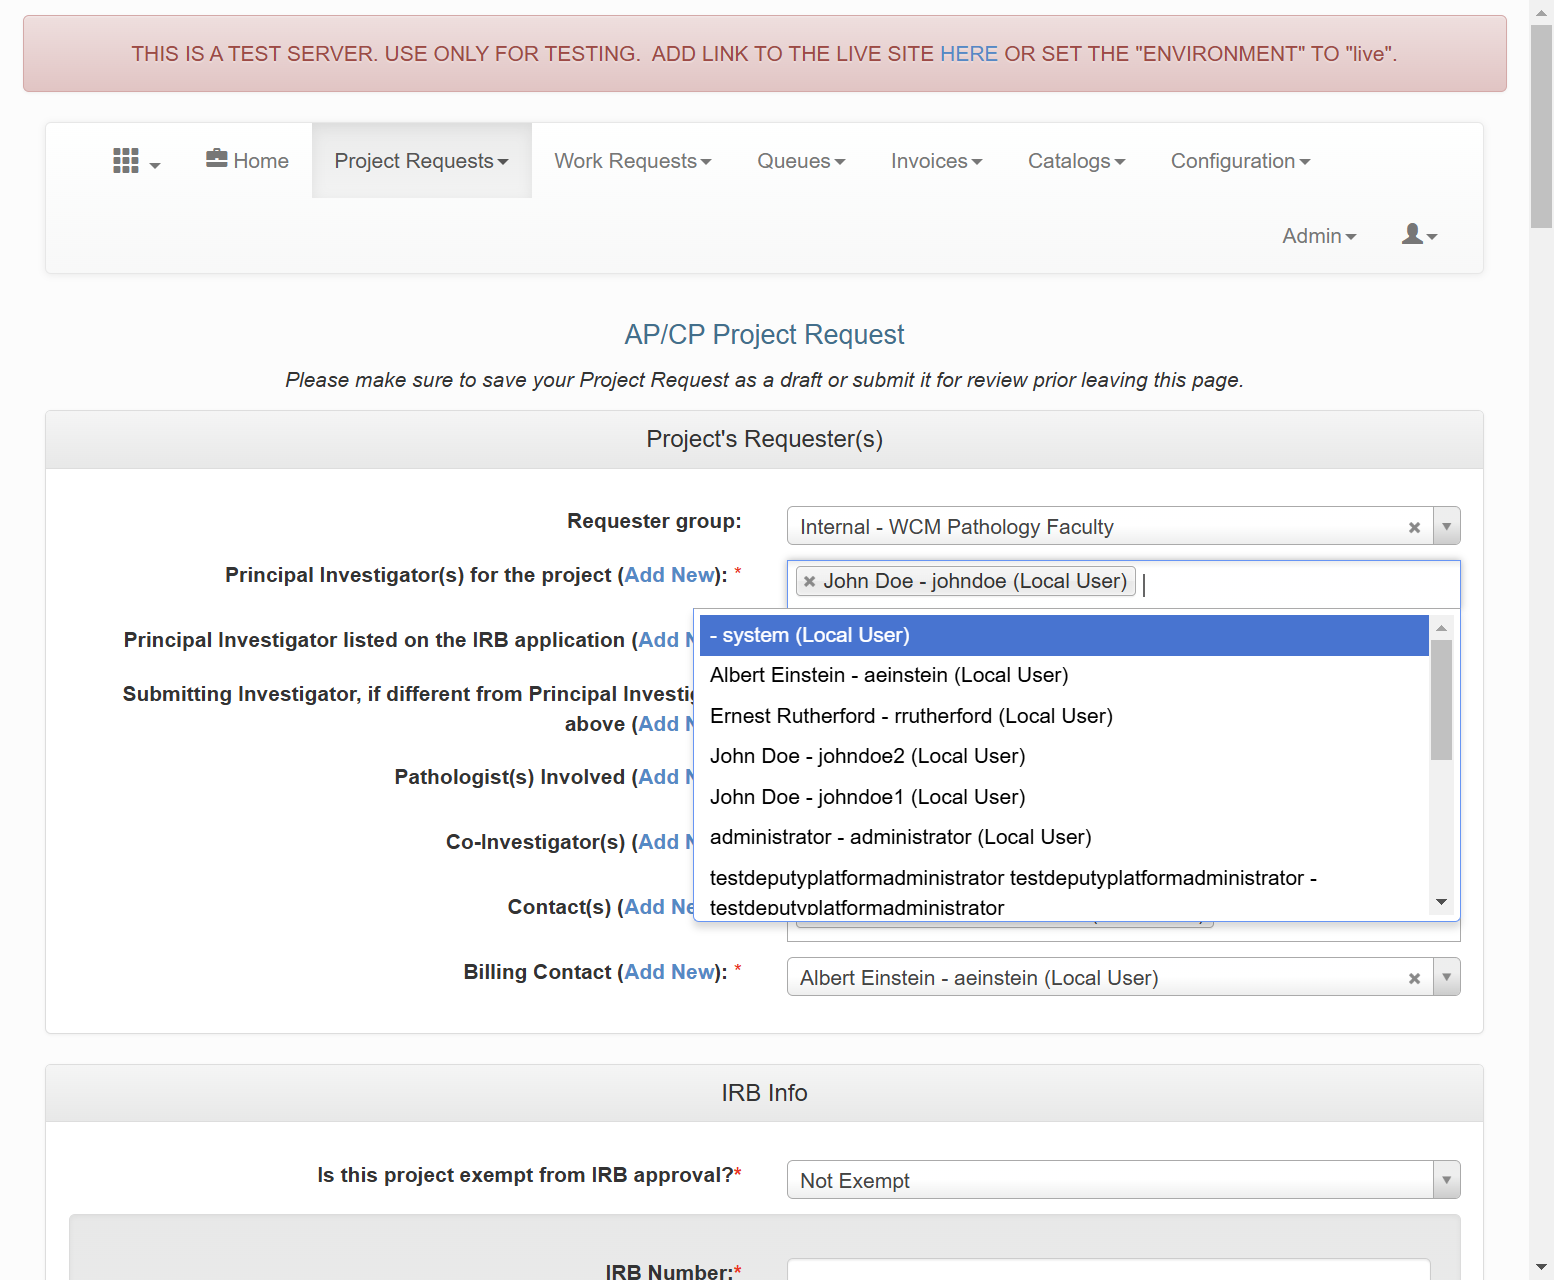 THIS IS A TEST SERVER. USE ONLY FOR TESTING.  ADD LINK TO THE LIVE SITE HERE OR SET THE "ENVIRONMENT" TO "live".
Home
Project Requests
Work Requests
Queues
Invoices
Catalogs
Configuration
Admin
AP/CP Project Request
Please make sure to save your Project Request as a draft or submit it for review prior leaving this page.
Project's Requester(s)
Requester group:
Internal - WCM Pathology Faculty
Principal Investigator(s) for the project (Add New): *
John Doe - johndoe (Local User)
Principal Investigator listed on the IRB application (Add
- system (Local User)
Albert Einstein - aeinstein (Local User)
Submitting Investigator, if different from Principal
above (Add
Ernest Rutherford - rrutherford (Local User)
John Doe - johndoe2 (Local User)
Pathologist(s) Involved (Add
John Doe - johndoe1 (Local User)
Co-Investigator(s) (Add
administrator - administrator (Local User)
testdeputyplatformadministrator testdeputyplatformadministrator -
testdeputyplatformadministrator
Contact(s) (Add
Billing Contact (Add New): *
Albert Einstein - aeinstein (Local User)
IRB Info
Is this project exempt from IRB approval?*
Not Exempt
IRB Number:*